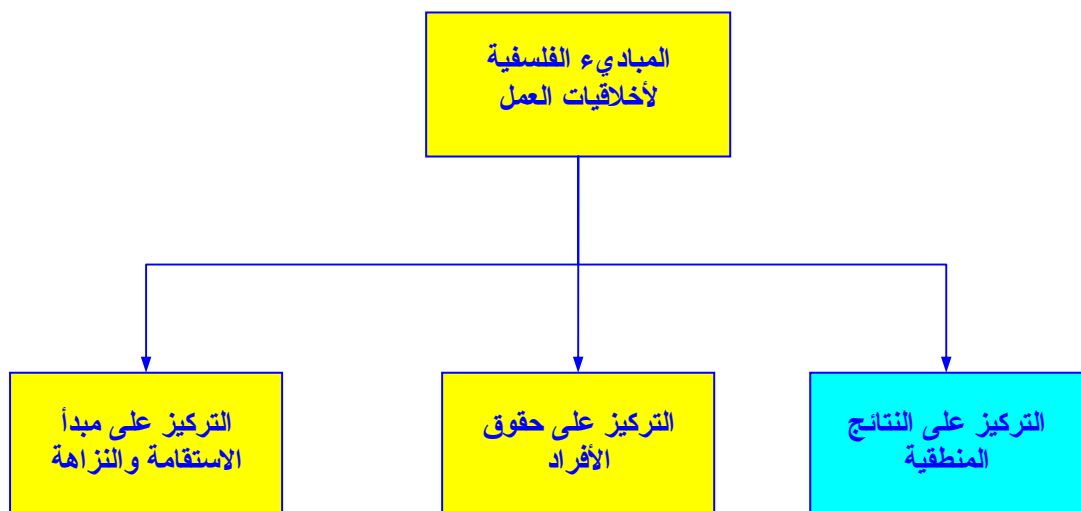 المباديء الفلسفية
لأخلاقيات العمل
التركيز على النتائج
المنطقية
التركيز على حقوق
الأفراد
التركيز على مبدأ
الاستقامة والنزاهة